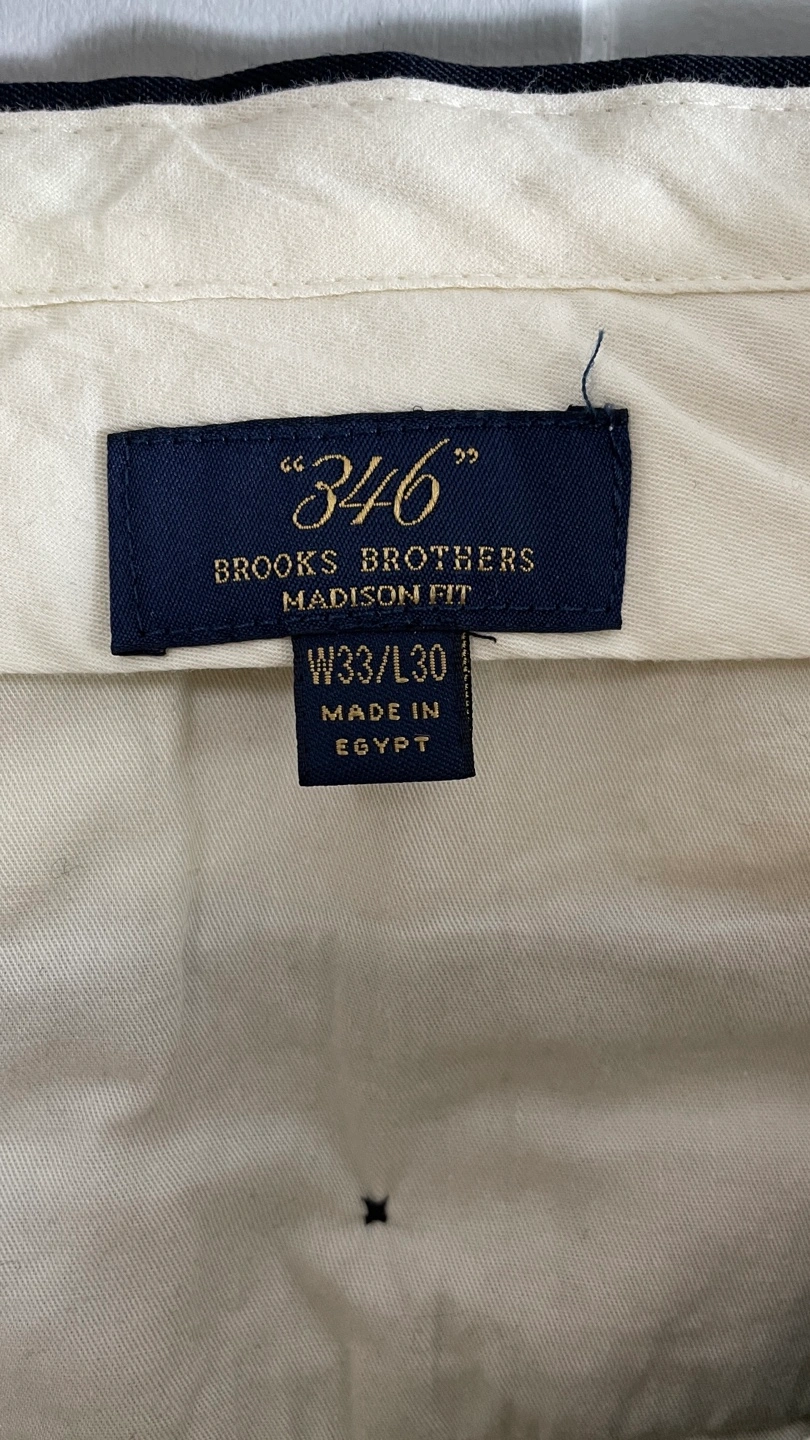 “346”
BROOKS BROTHERS
MADISON FIT
W33/L30
MADE IN
EGYPT